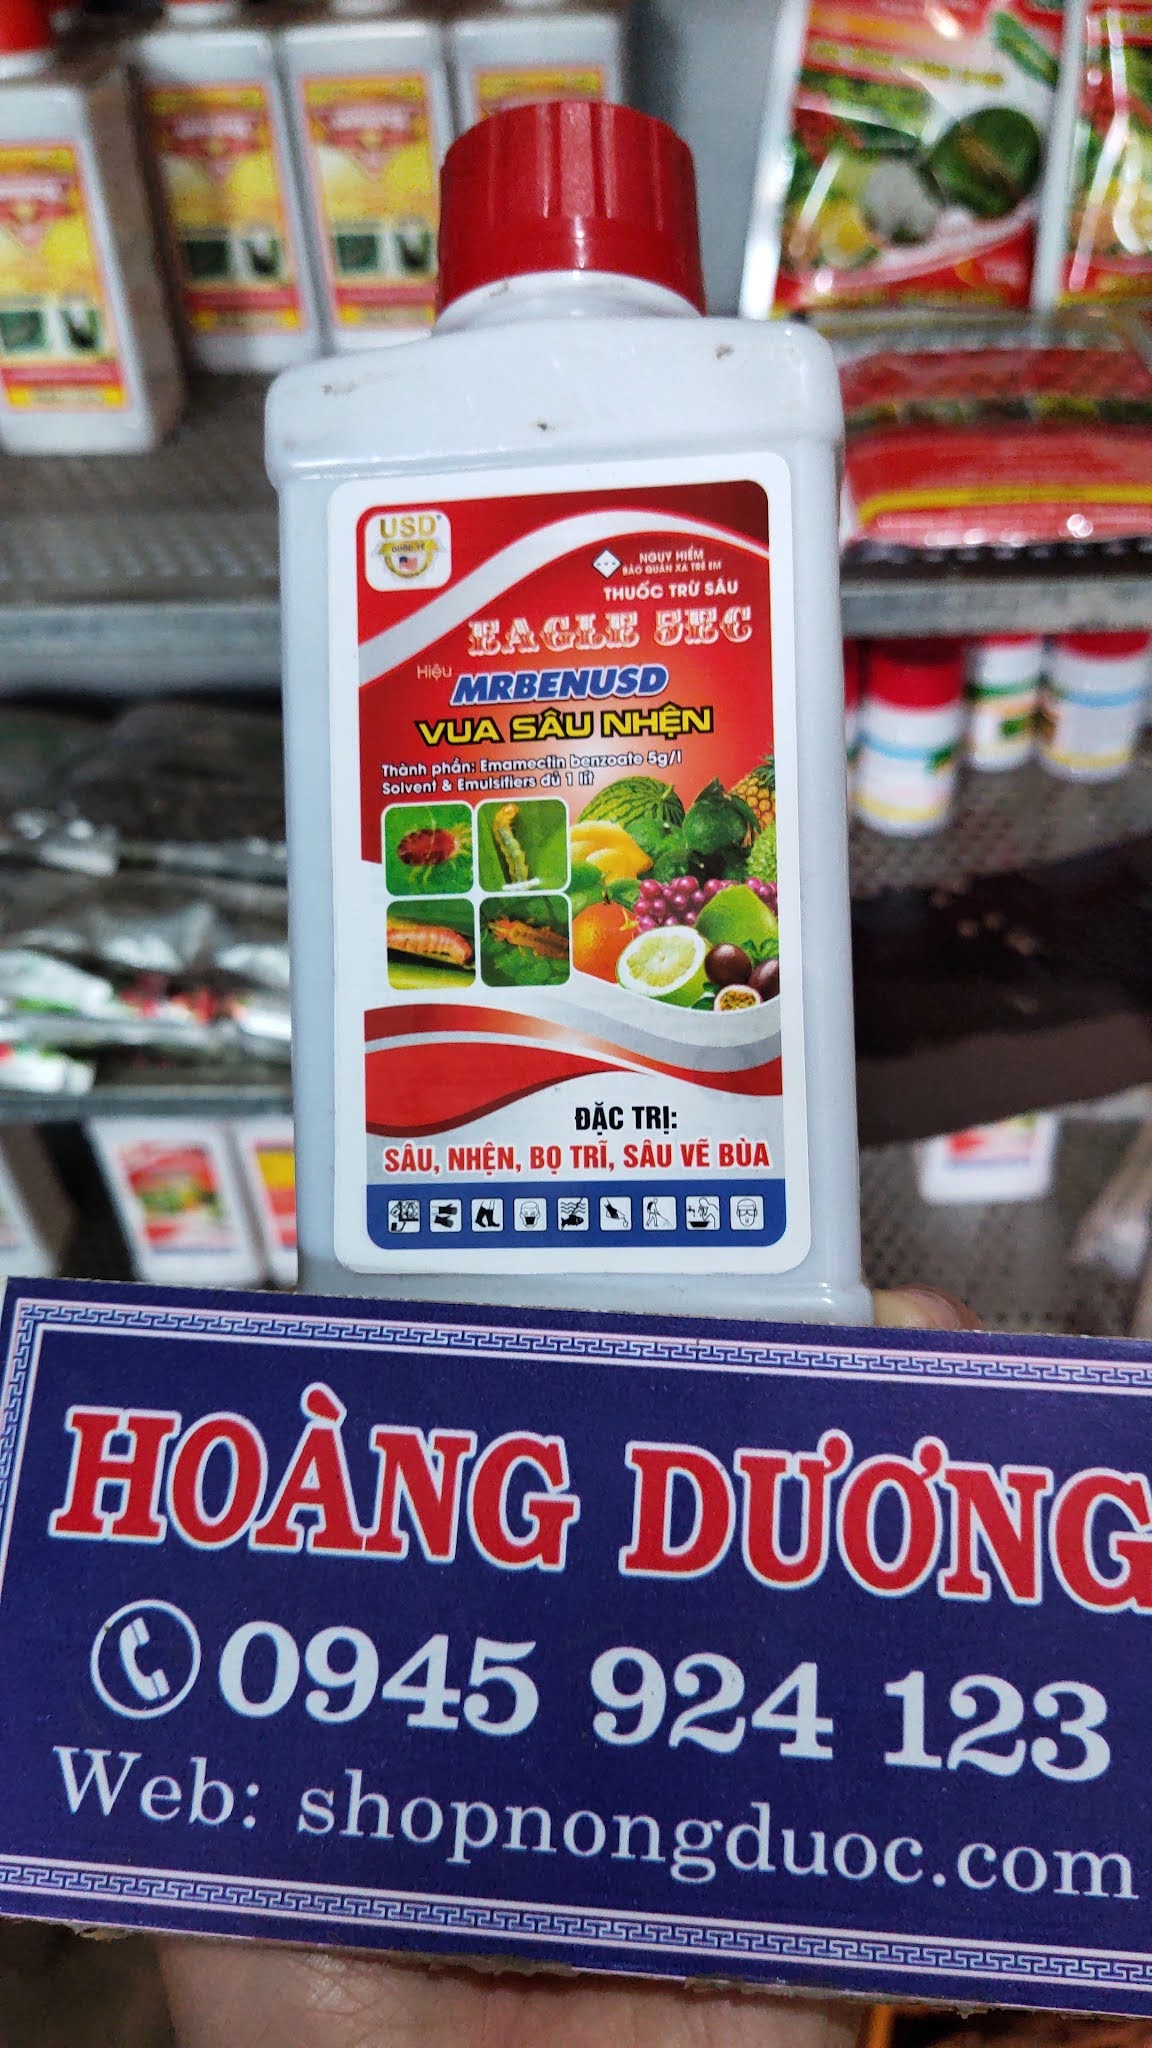 USD
QUỐC TẾ
NGUY HIỂM
BẢO QUẢN XA TRẺ EM
THUỐC TRỪ SÂU
EAGLE 5EC
Hiệu MRBENUSD
VUA SÂU NHỆN
Thành phần: Emamectin benzoate 5g/l
Solvent & Emulsifiers đủ 1 lít
ĐẶC TRỊ:
SÂU, NHỆN, BỌ TRĨ, SÂU VẼ BÙA
HOÀNG DƯƠNG
0945 924 123
Web: shopnongduoc.com